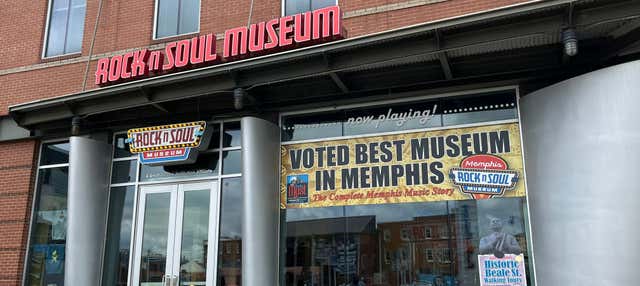 ROCK N SOUL MUSEUM
now playing!
ROCK N SOUL
MUSEUM
VOTED BEST MUSEUM
IN MEMPHIS
The Complete Memphis Music Story
Memphis
ROCK N SOUL
MUSEUM
Historic
Beale St.
Walking Tours